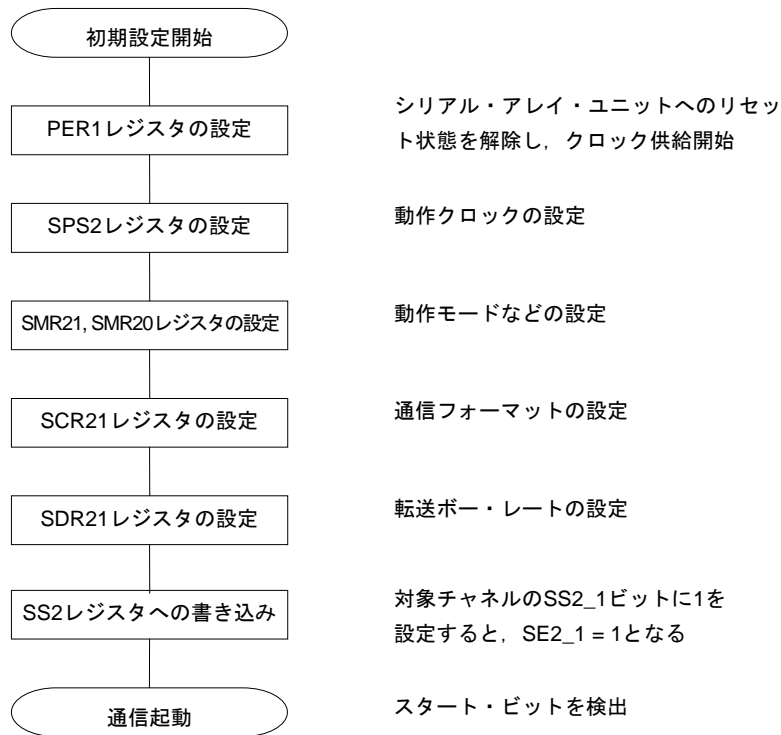 初期設定開始
PER1レジスタの設定
シリアル・アレイ・ユニットへのリセッ
ト状態を解除し，クロック供給開始
SPS2レジスタの設定
動作クロックの設定
SMR21, SMR20レジスタの設定
動作モードなどの設定
SCR21レジスタの設定
通信フォーマットの設定
SDR21レジスタの設定
転送ボー・レートの設定
SS2レジスタへの書き込み
対象チャネルのSS2_1ビットに1を
設定すると，SE2_1 = 1となる
通信起動
スタート・ビットを検出